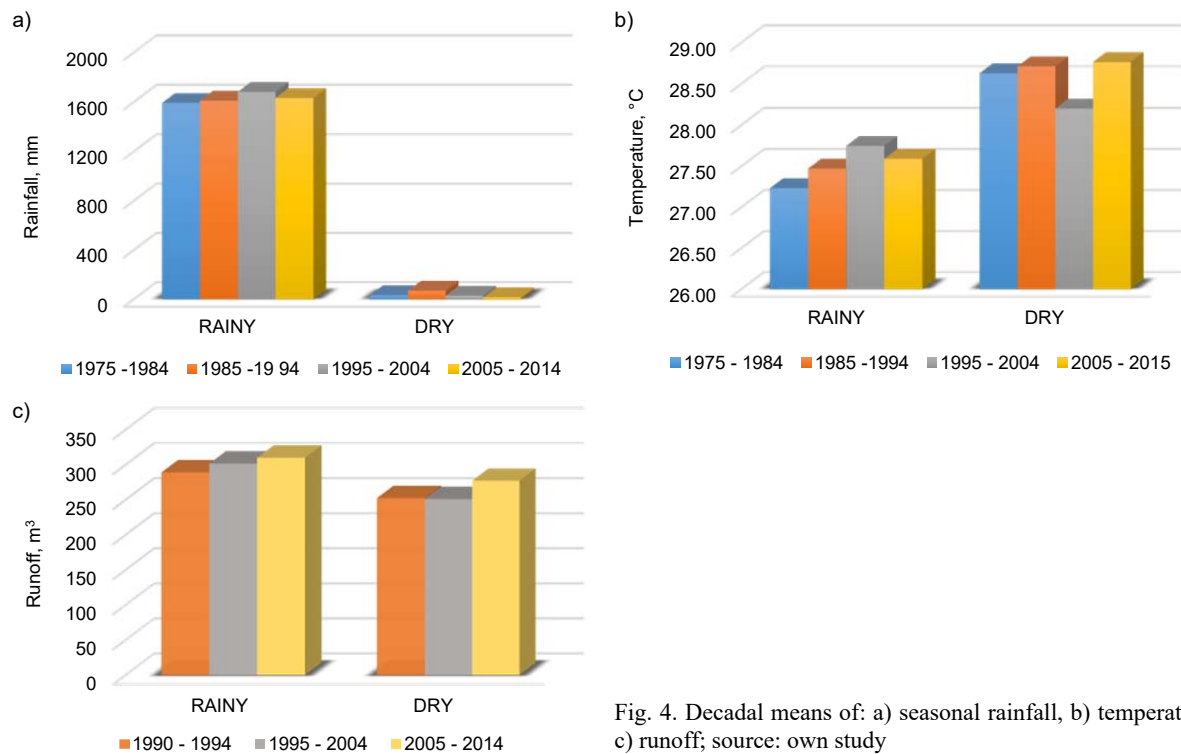 a)
2000
1600
1200
800
400
0
Rainfall, mm
RAINY DRY
1975 -1984 1985 -19 94 1995 - 2004 2005 - 2014
b)
29.00
28.50
28.00
27.50
27.00
26.50
26.00
Temperature, °C
RAINY DRY
1975 - 1984 1985 -1994 1995 - 2004 2005 - 2015
c)
350
300
250
200
150
100
50
0
Runoff, m³
RAINY DRY
1990 - 1994 1995 - 2004 2005 - 2014
Fig. 4. Decadal means of: a) seasonal rainfall, b) temperat
c) runoff; source: own study